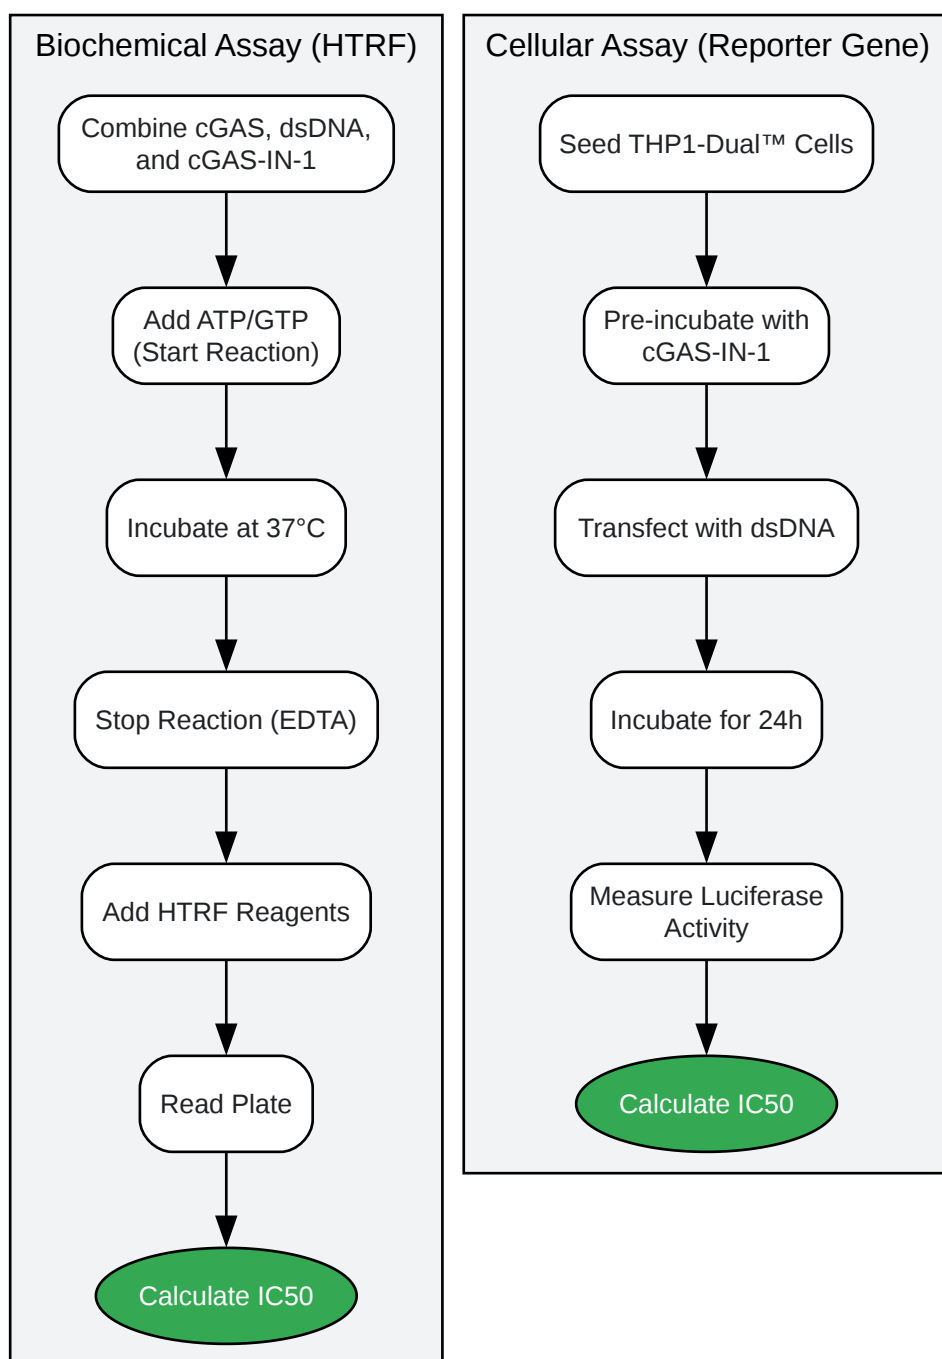 Biochemical Assay (HTRF)
Combine cGAS, dsDNA,
and cGAS-IN-1
Add ATP/GTP
(Start Reaction)
Incubate at 37°C
Stop Reaction (EDTA)
Add HTRF Reagents
Read Plate
Calculate IC50
Cellular Assay (Reporter Gene)
Seed THP1-Dual™ Cells
Pre-incubate with
cGAS-IN-1
Transfect with dsDNA
Incubate for 24h
Measure Luciferase
Activity
Calculate IC50